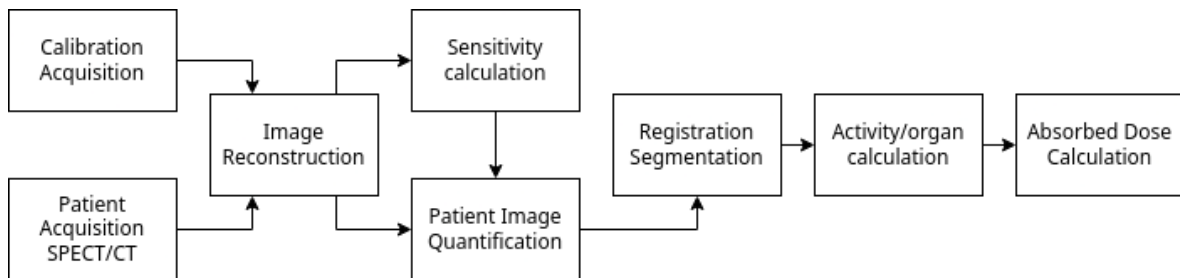 Calibration
Acquisition
Patient
Acquisition
SPECT/CT
Image
Reconstruction
Sensitivity
calculation
Patient Image
Quantification
Registration
Segmentation
Activity/organ
calculation
Absorbed Dose
Calculation